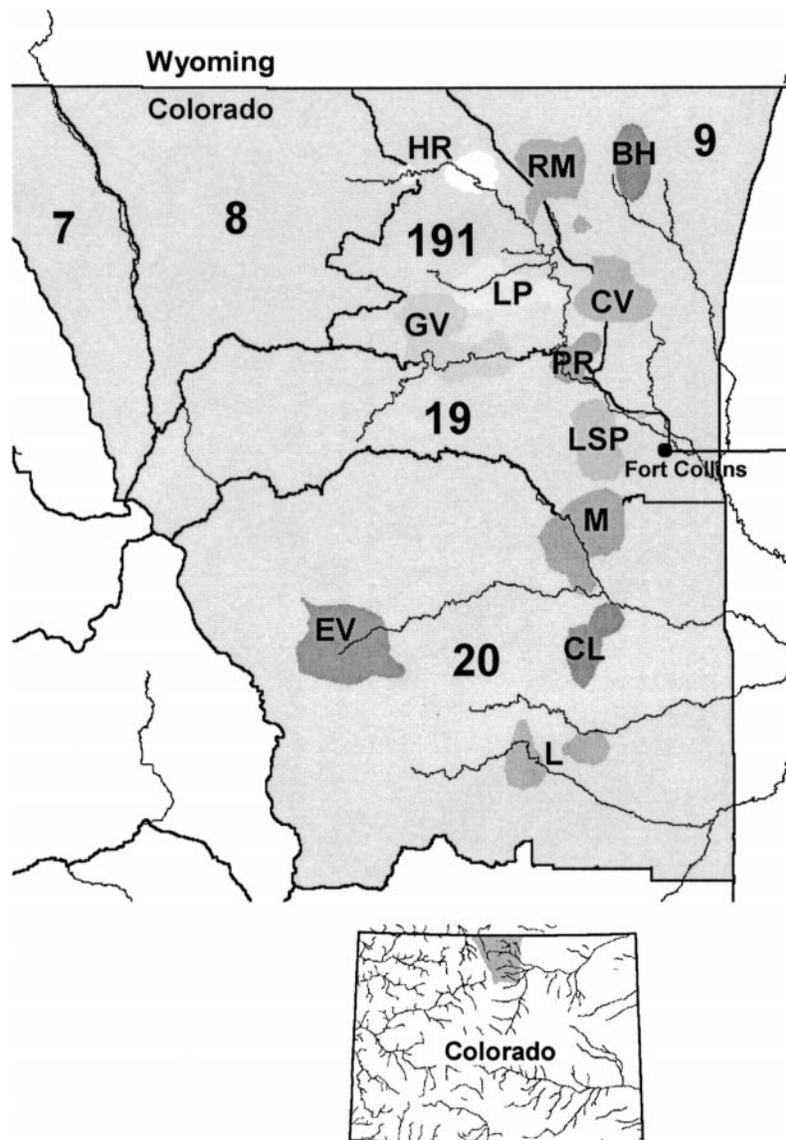 Wyoming
Colorado
HR
RM
BH
9
7
8
191
LP
CV
GV
PR
19
LSP
Fort Collins
M
EV
20
CL
L
Colorado